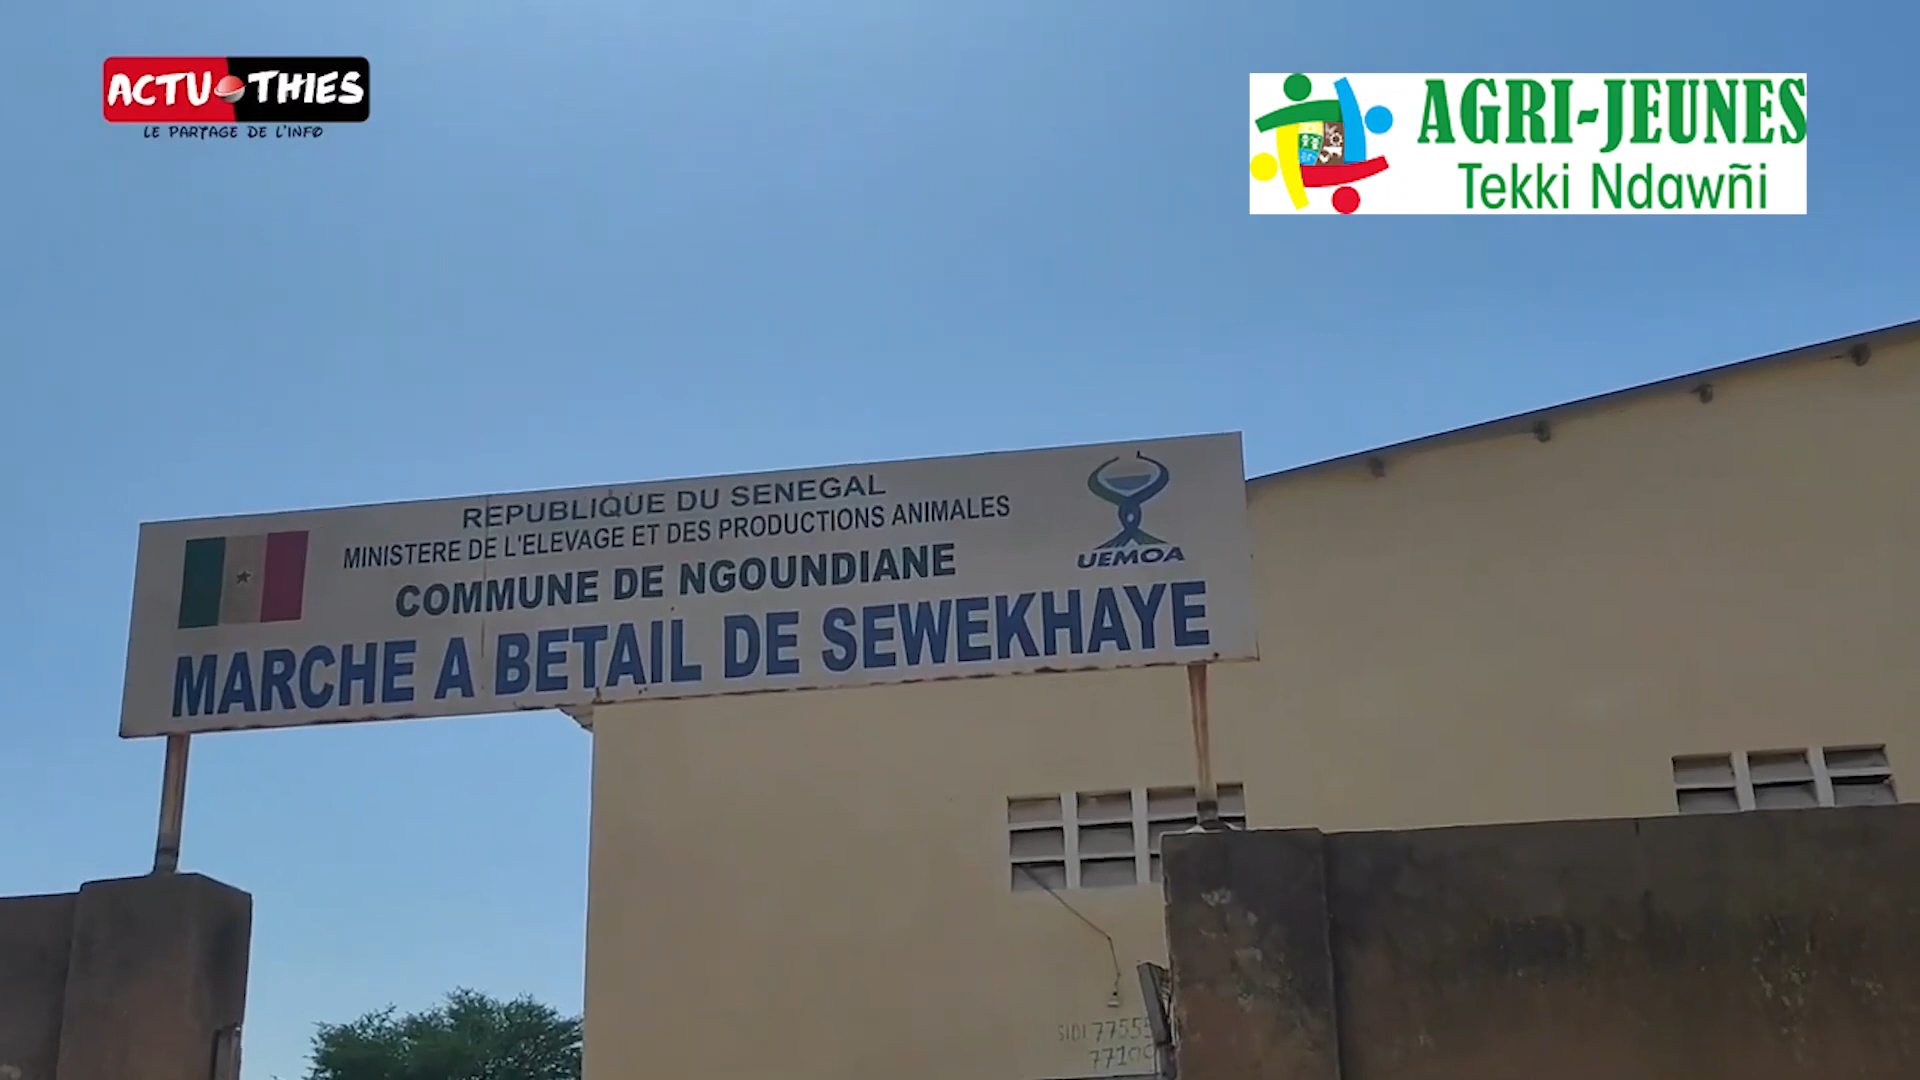 ACTU THIES
LE PARTAGE DE L'INFO
AGRI-JEUNES
Tekki Ndawñi
REPUBLIQUE DU SENEGAL
MINISTERE DE L'ELEVAGE ET DES PRODUCTIONS ANIMALES
COMMUNE DE NGOUNDIANE
UEMOA
MARCHE A BETAIL DE SEWEKHAYE
SIDI